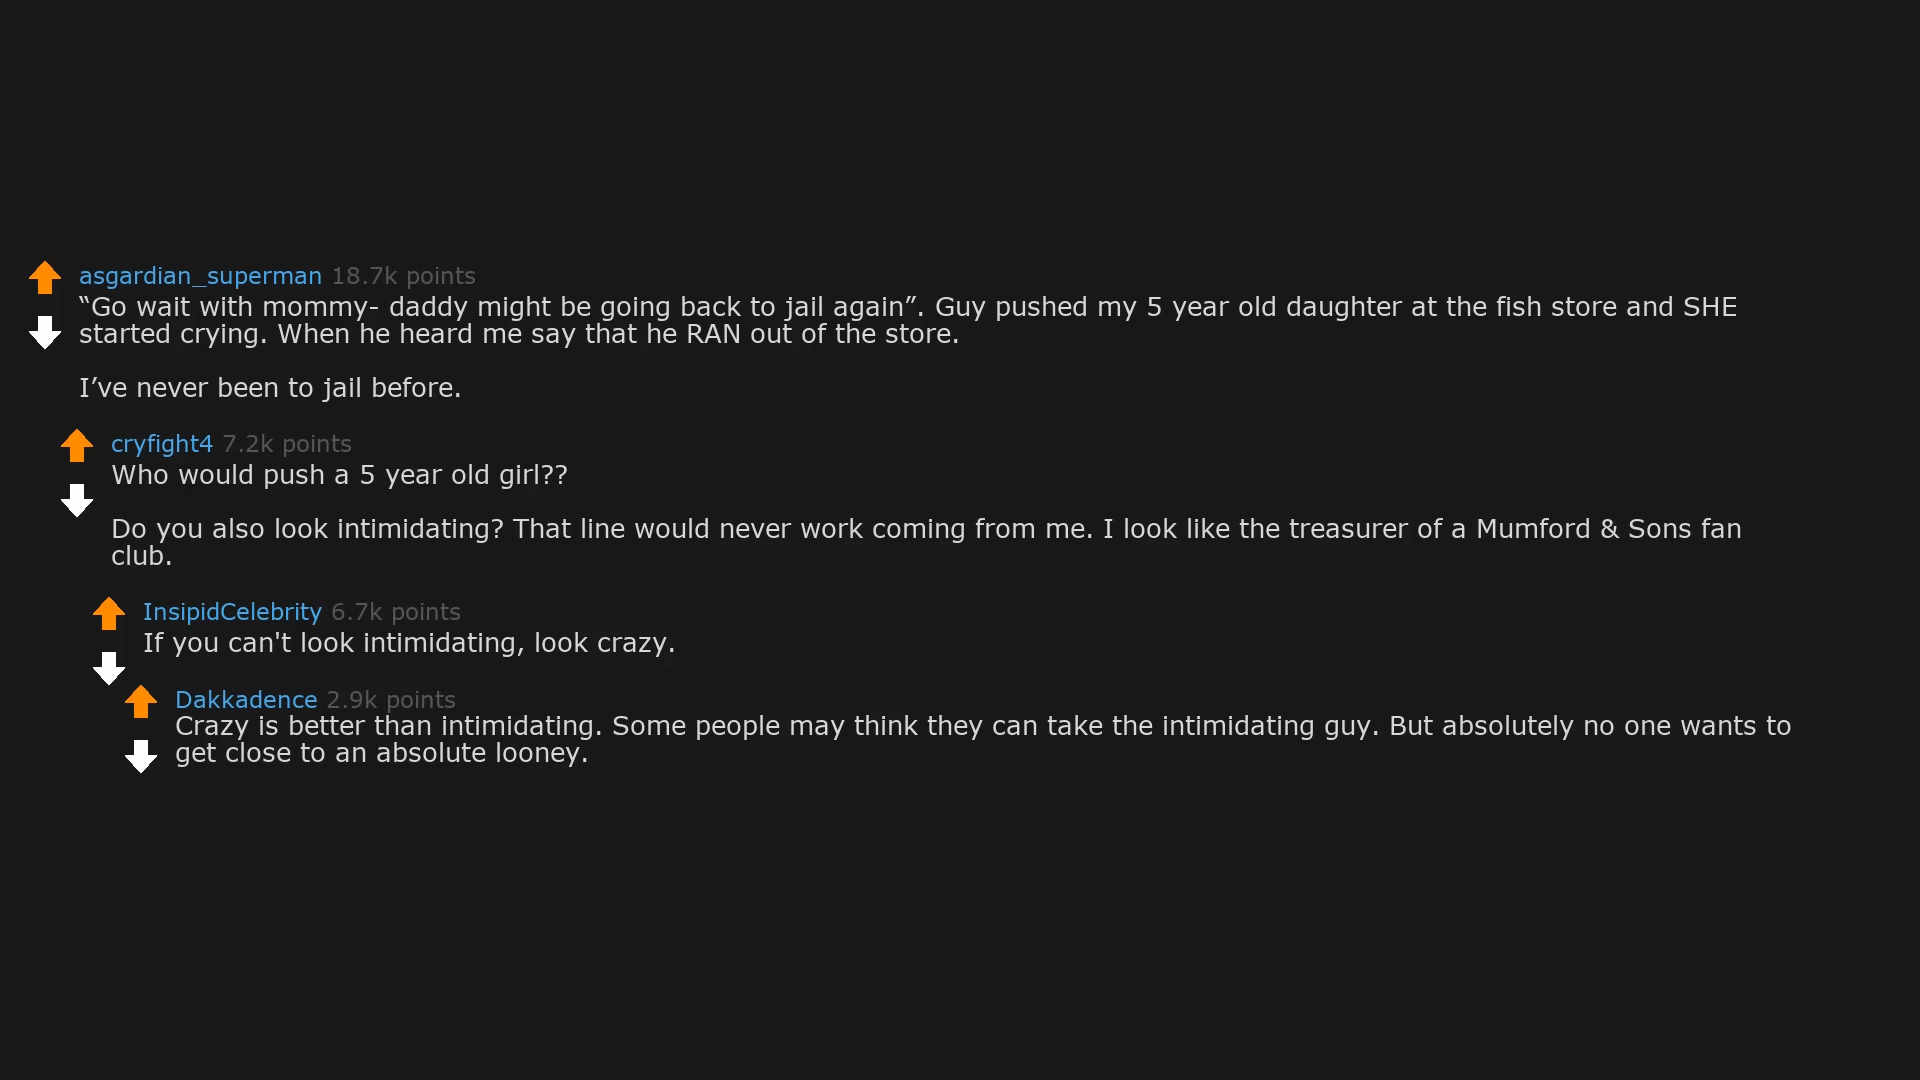 asgardian_superman 18.7k points
“Go wait with mommy- daddy might be going back to jail again”. Guy pushed my 5 year old daughter at the fish store and SHE
started crying. When he heard me say that he RAN out of the store.
I’ve never been to jail before.
cryfight4 7.2k points
Who would push a 5 year old girl??
Do you also look intimidating? That line would never work coming from me. I look like the treasurer of a Mumford & Sons fan
club.
InsipidCelebrity 6.7k points
If you can't look intimidating, look crazy.
Dakkadence 2.9k points
Crazy is better than intimidating. Some people may think they can take the intimidating guy. But absolutely no one wants to
get close to an absolute looney.